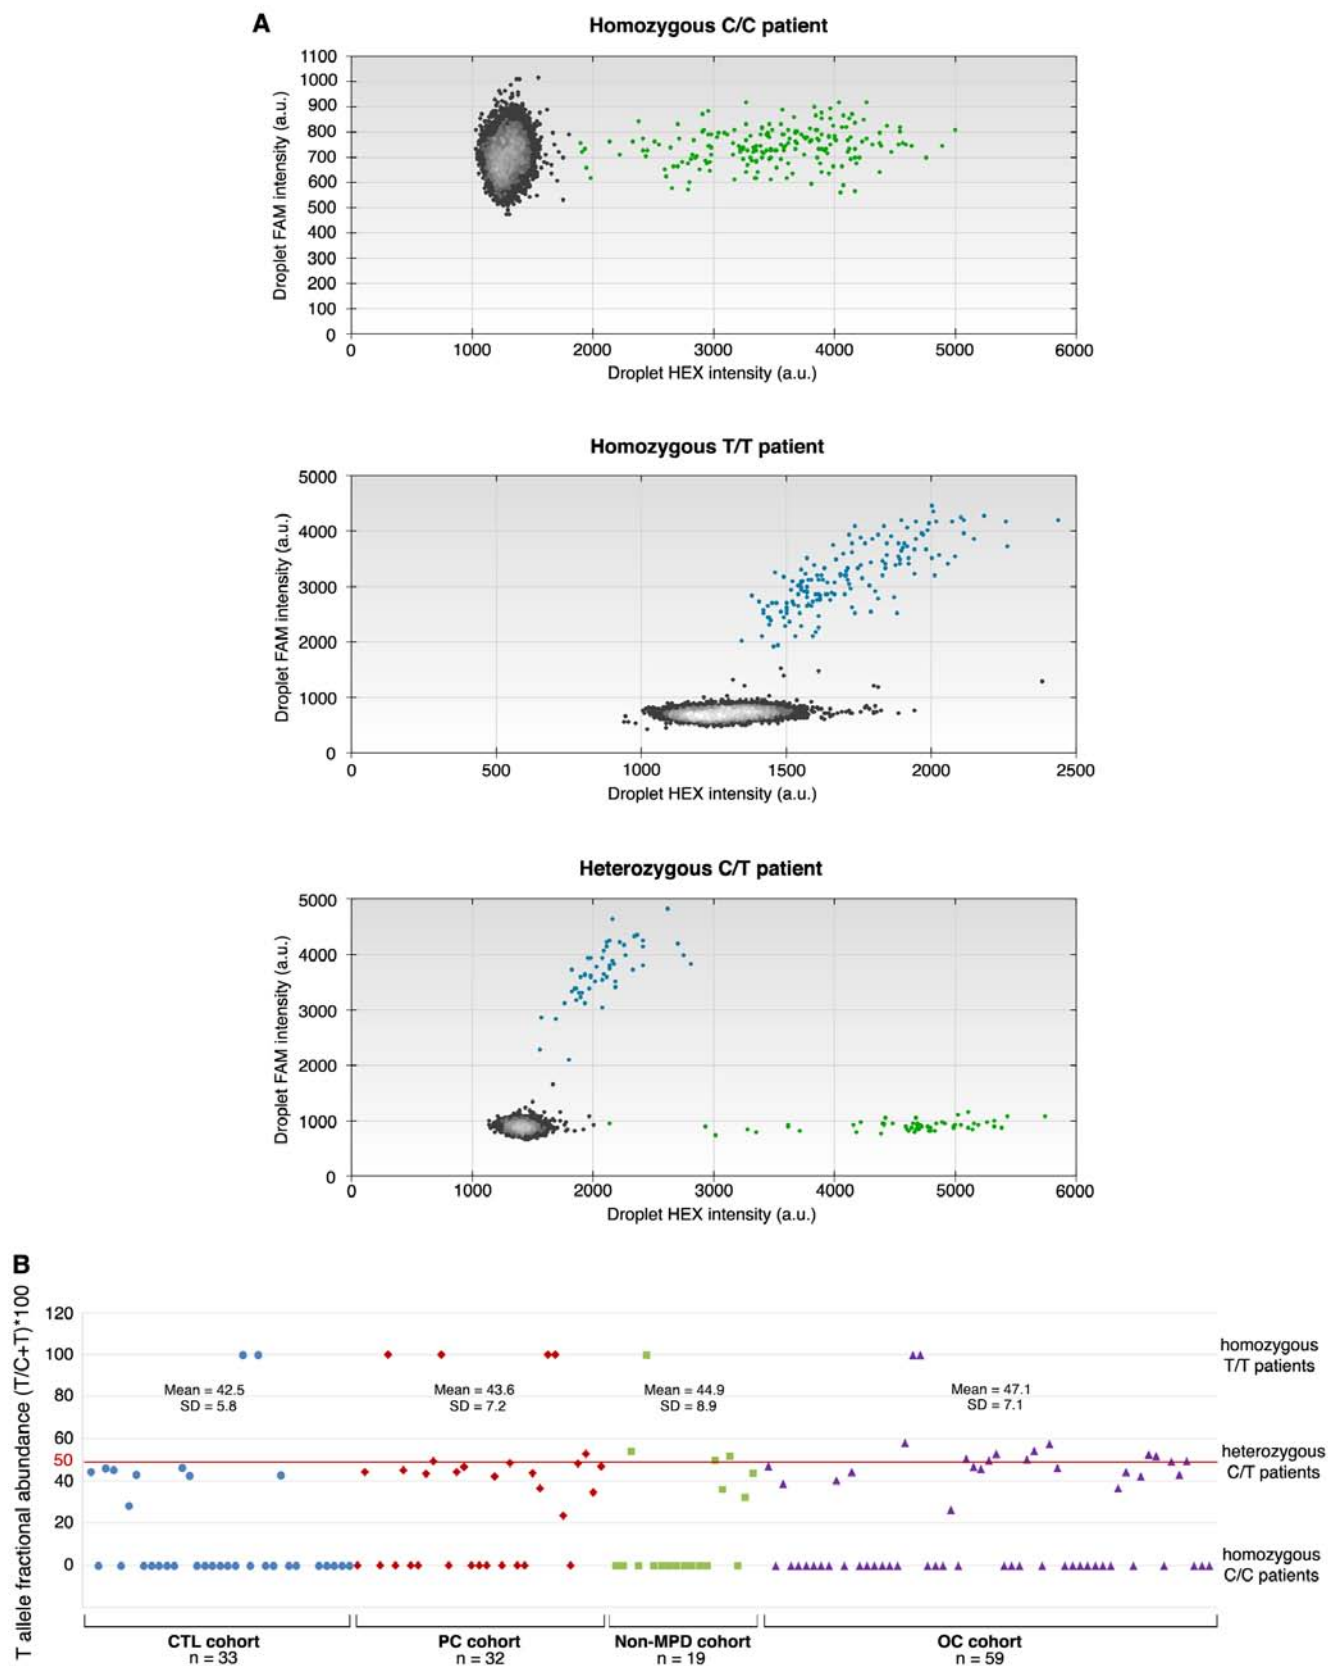 A
Homozygous C/C patient
Droplet FAM intensity (a.u.)
1100
1000
900
800
700
600
500
400
300
200
100
0
0 1000 2000 3000 4000 5000 6000
Droplet HEX intensity (a.u.)
Homozygous T/T patient
Droplet FAM intensity (a.u.)
5000
4000
3000
2000
1000
0
0 500 1000 1500 2000 2500
Droplet HEX intensity (a.u.)
Heterozygous C/T patient
Droplet FAM intensity (a.u.)
5000
4000
3000
2000
1000
0
0 1000 2000 3000 4000 5000 6000
Droplet HEX intensity (a.u.)
B
T allele fractional abundance (T/C+T)*100
120
100
80
60
50
40
20
0
homozygous
T/T patients
Mean = 42.5
SD = 5.8
Mean = 43.6
SD = 7.2
Mean = 44.9
SD = 8.9
Mean = 47.1
SD = 7.1
heterozygous
C/T patients
homozygous
C/C patients
CTL cohort
n = 33
PC cohort
n = 32
Non-MPD cohort
n = 19
OC cohort
n = 59